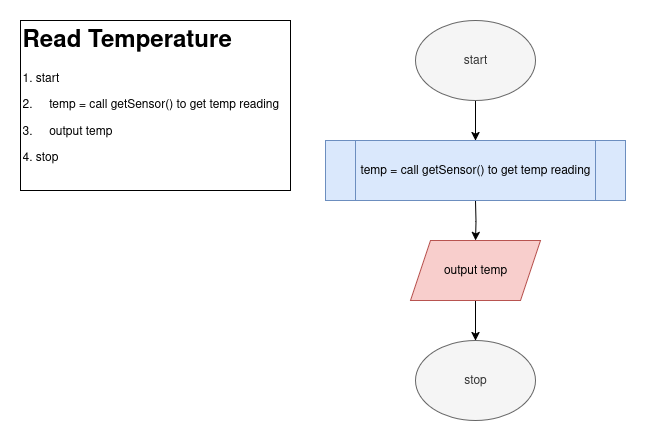 Read Temperature
1. start
2. temp = call getSensor() to get temp reading
3. output temp
4. stop
start
temp = call getSensor() to get temp reading
output temp
stop